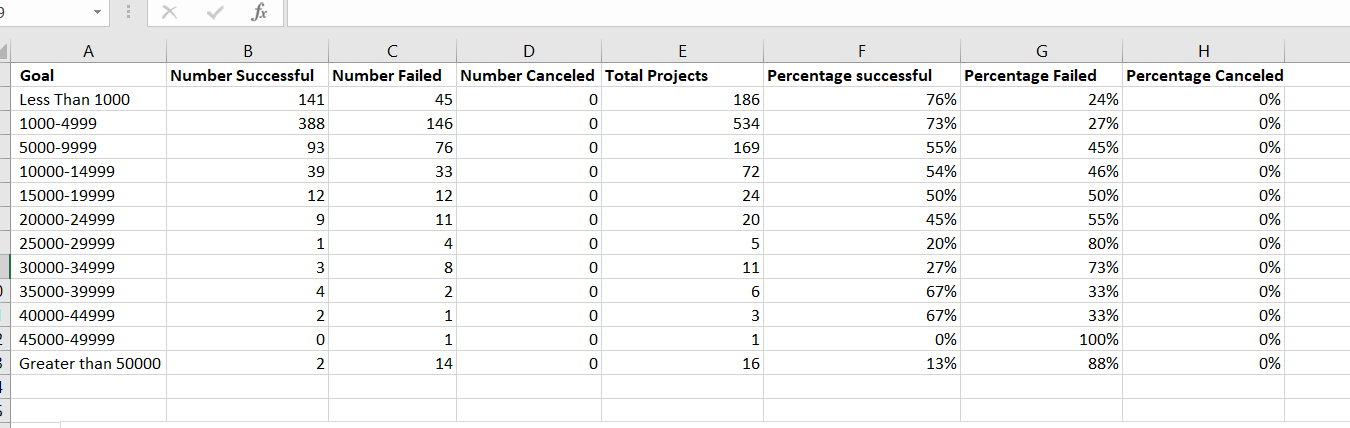 9 fx
A B C D E F G H
Goal Number Successful Number Failed Number Canceled Total Projects Percentage successful Percentage Failed Percentage Canceled
Less Than 1000 141 45 0 186 76% 24% 0%
1000-4999 388 146 0 534 73% 27% 0%
5000-9999 93 76 0 169 55% 45% 0%
10000-14999 39 33 0 72 54% 46% 0%
15000-19999 12 12 0 24 50% 50% 0%
20000-24999 9 11 0 20 45% 55% 0%
25000-29999 1 4 0 5 20% 80% 0%
30000-34999 3 8 0 11 27% 73% 0%
35000-39999 4 2 0 6 67% 33% 0%
40000-44999 2 1 0 3 67% 33% 0%
45000-49999 0 1 0 1 0% 100% 0%
Greater than 50000 2 14 0 16 13% 88% 0%